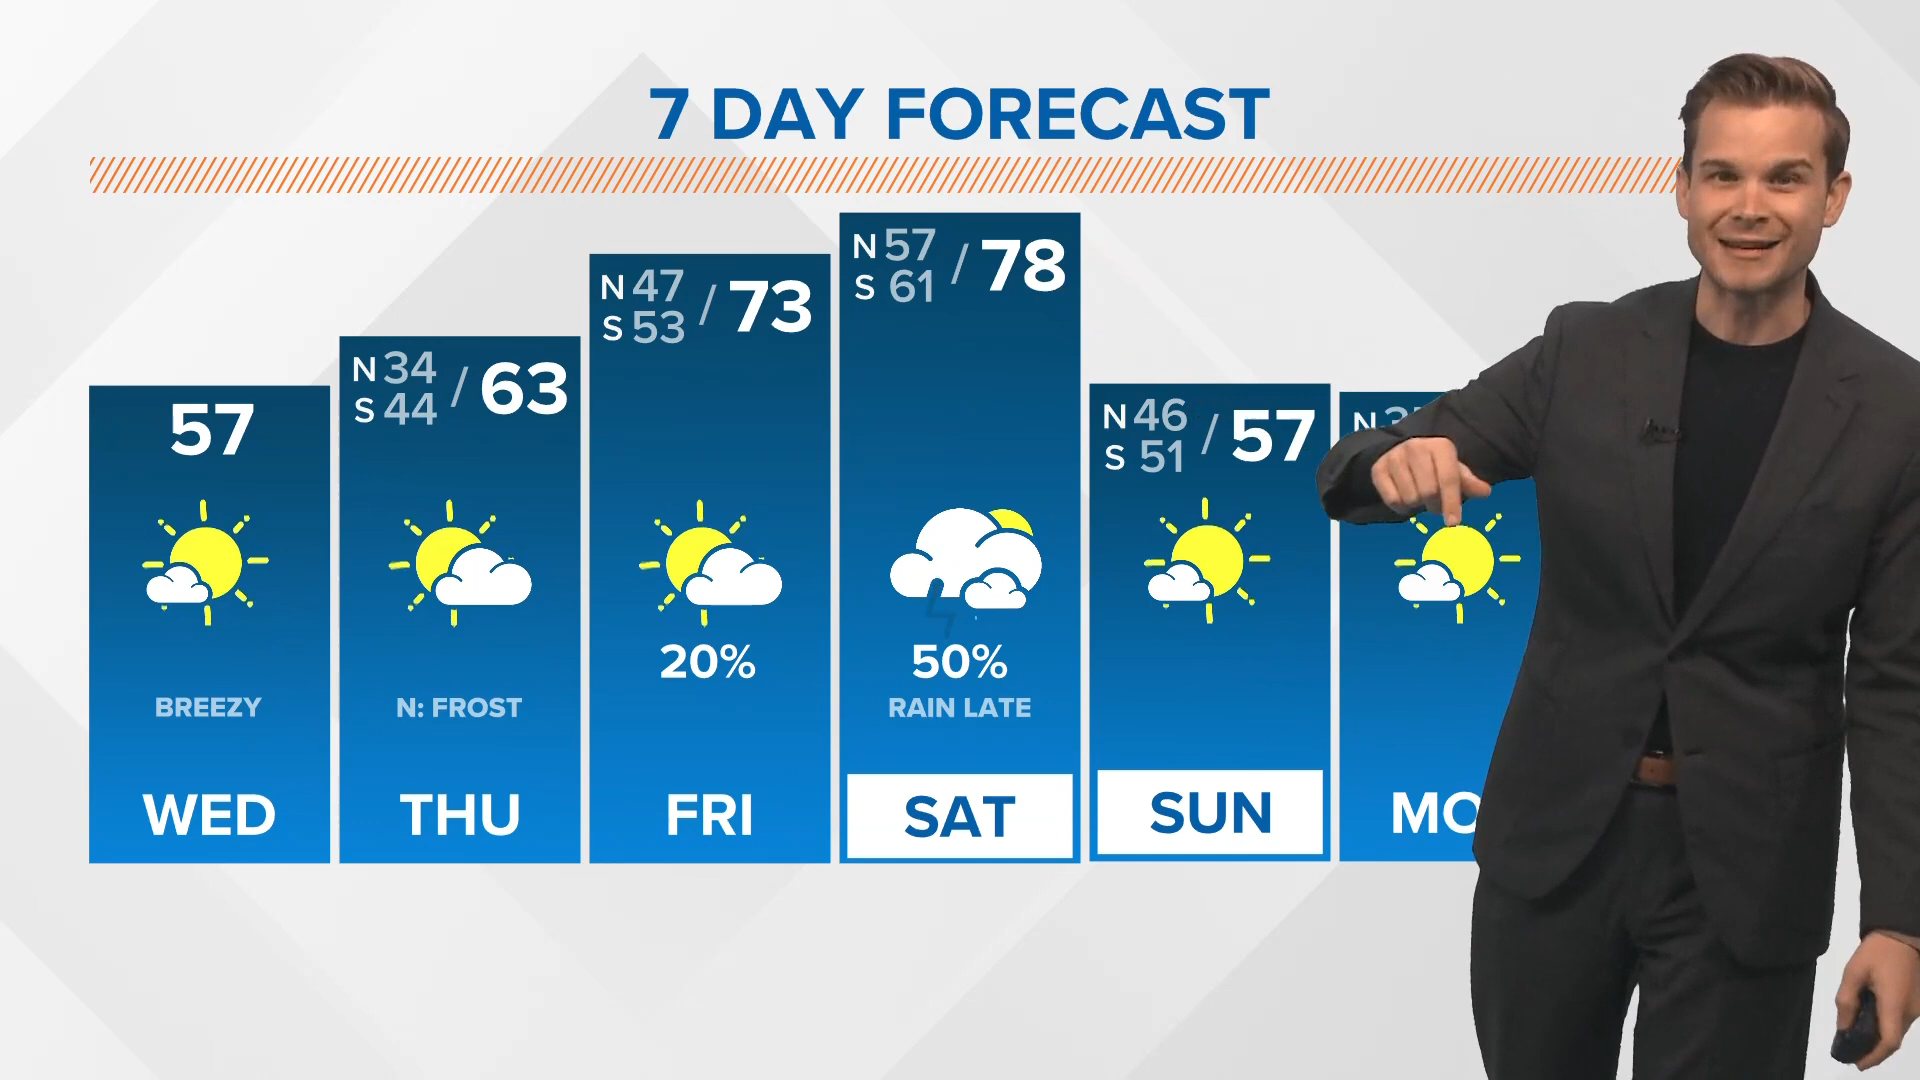 7 DAY FORECAST
57
BREEZY
WED
N 34 / 63
S 44
N: FROST
THU
N 47 / 73
S 53
20%
FRI
N 57 / 78
S 61
50%
RAIN LATE
SAT
N 46 / 57
S 51
SUN
N
MO